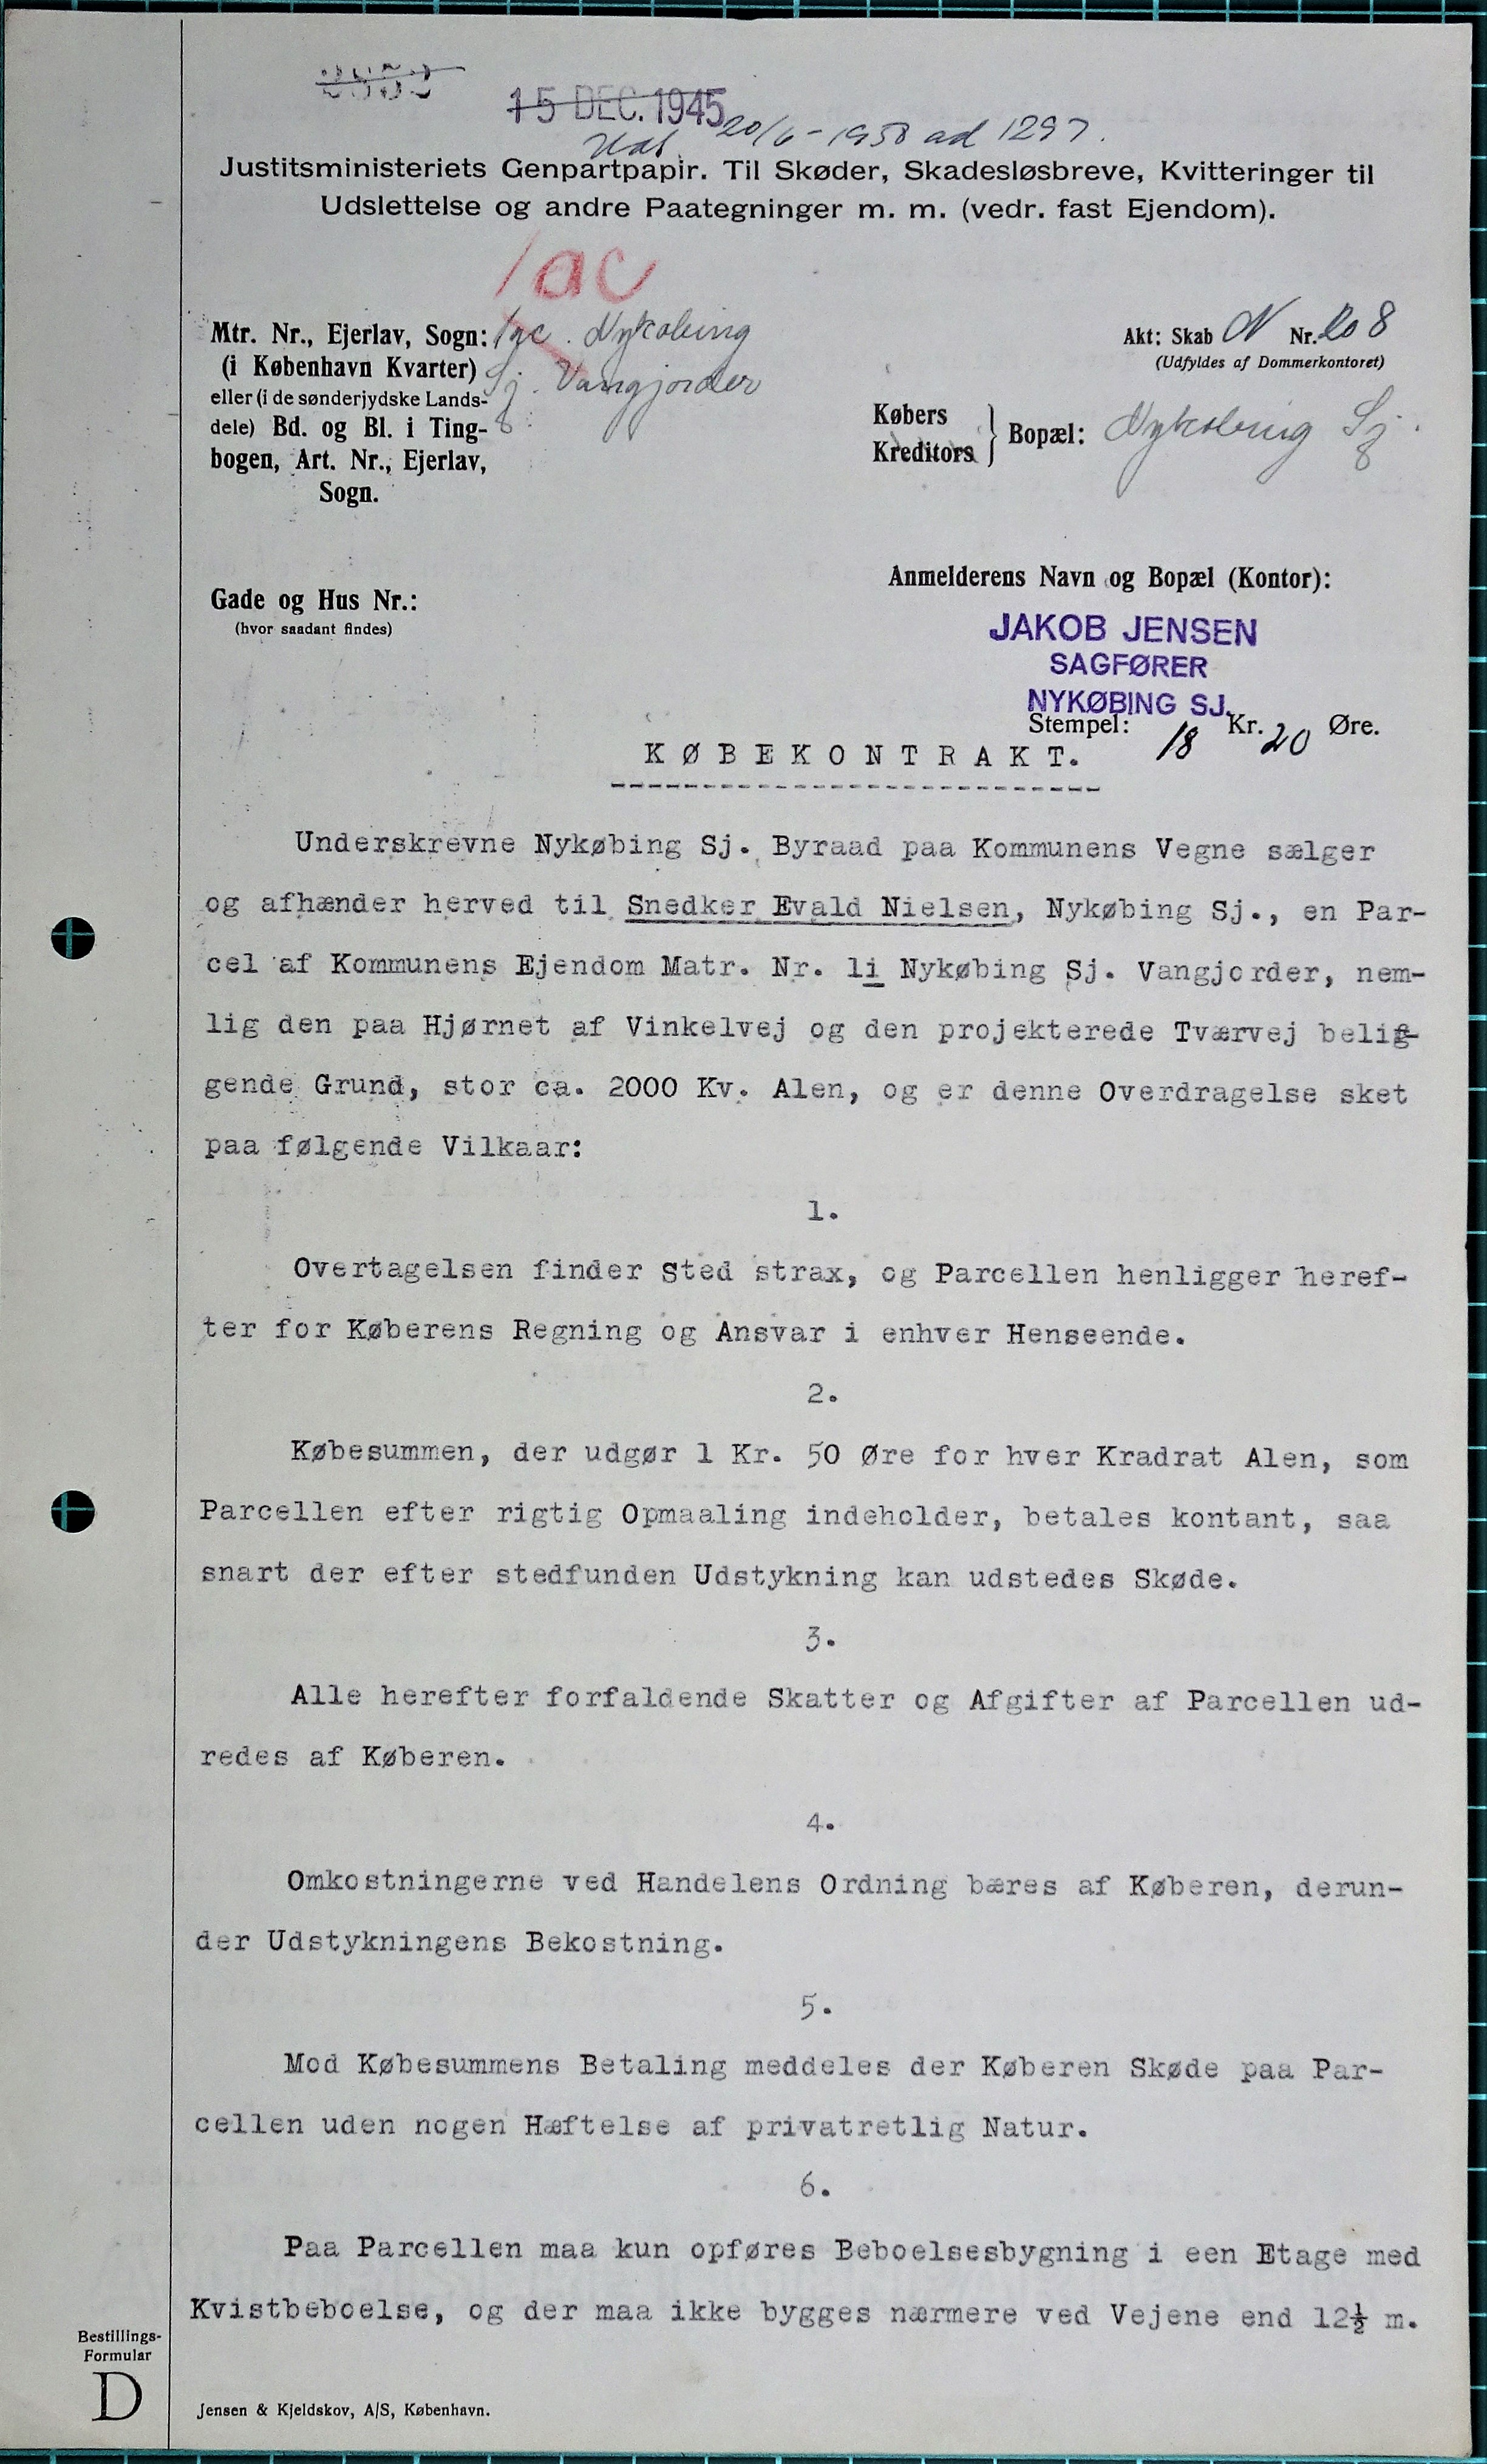 15 DEC. 1945
Udsl. 20/6-1950 ad 1297.
Justitsministeriets Genpartpapir. Til Skøder, Skadesløsbreve, Kvitteringer til
Udslettelse og andre Paategninger m. m. (vedr. fast Ejendom).
1ac
Mtr. Nr., Ejerlav, Sogn: 1ac. Nykøbing
(i København Kvarter) Sj. Vangjorder
eller (i de sønderjydske Lands-
dele) Bd. og Bl. i Ting-
bogen, Art. Nr., Ejerlav,
Sogn.
Akt: Skab N Nr. 208
(Udfyldes af Dommerkontoret)
Købers
Kreditors
Bopæl: Nykøbing Sj.
Gade og Hus Nr.:
(hvor saadant findes)
Anmelderens Navn og Bopæl (Kontor):
JAKOB JENSEN
SAGFØRER
NYKØBING SJ.
Stempel: 18 Kr. 20 Øre.
KØBEKONTRAKT.
Underskrevne Nykøbing Sj. Byraad paa Kommunens Vegne sælger
og afhænder herved til Snedker Evald Nielsen, Nykøbing Sj., en Par-
cel af Kommunens Ejendom Matr. Nr. 1i Nykøbing Sj. Vangjorder, nem-
lig den paa Hjørnet af Vinkelvej og den projekterede Tværvej belig-
gende Grund, stor ca. 2000 Kv. Alen, og er denne Overdragelse sket
paa følgende Vilkaar:
1.
Overtagelsen finder Sted strax, og Parcellen henligger heref-
ter for Køberens Regning og Ansvar i enhver Henseende.
2.
Købesummen, der udgør 1 Kr. 50 Øre for hver Kradrat Alen, som
Parcellen efter rigtig Opmaaling indeholder, betales kontant, saa
snart der efter stedfunden Udstykning kan udstedes Skøde.
3.
Alle herefter forfaldende Skatter og Afgifter af Parcellen ud-
redes af Køberen.
4.
Omkostningerne ved Handelens Ordning bæres af Køberen, derun-
der Udstykningens Bekostning.
5.
Mod Købesummens Betaling meddeles der Køberen Skøde paa Par-
cellen uden nogen Hæftelse af privatretlig Natur.
6.
Paa Parcellen maa kun opføres Beboelsesbygning i een Etage med
Kvistbeboelse, og der maa ikke bygges nærmere ved Vejene end 12½ m.
Bestillings-
Formular
D
Jensen & Kjeldskov, A/S, København.